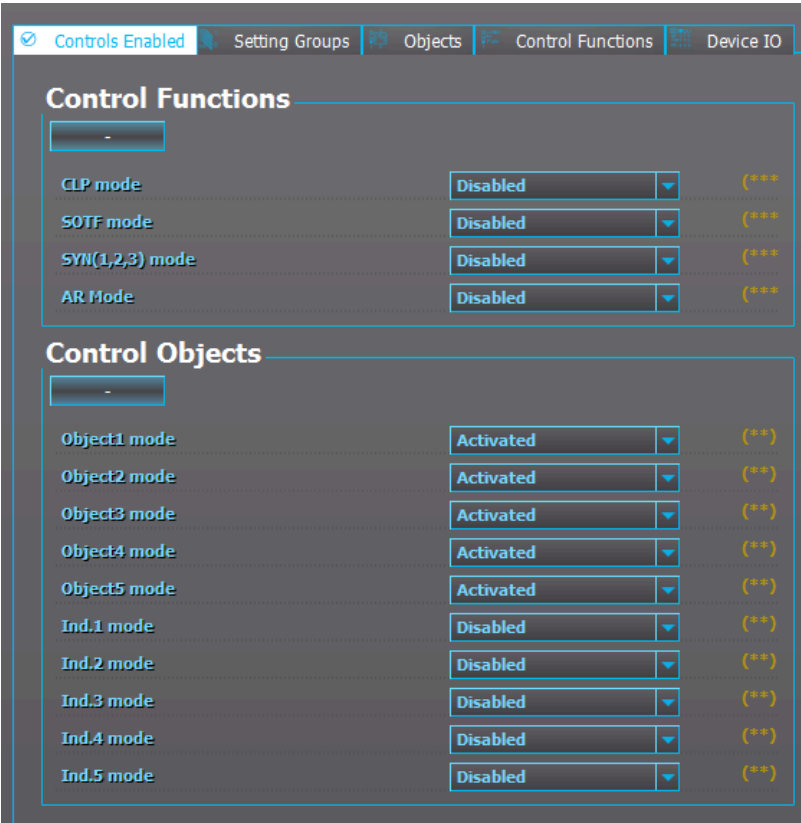 Controls Enabled Setting Groups Objects Control Functions Device IO
Control Functions
-
CLP mode Disabled (***
SOTF mode Disabled (***
SYN(1,2,3) mode Disabled (***
AR Mode Disabled (***
Control Objects
-
Object1 mode Activated (**)
Object2 mode Activated (**)
Object3 mode Activated (**)
Object4 mode Activated (**)
Object5 mode Activated (**)
Ind.1 mode Disabled (**)
Ind.2 mode Disabled (**)
Ind.3 mode Disabled (**)
Ind.4 mode Disabled (**)
Ind.5 mode Disabled (**)